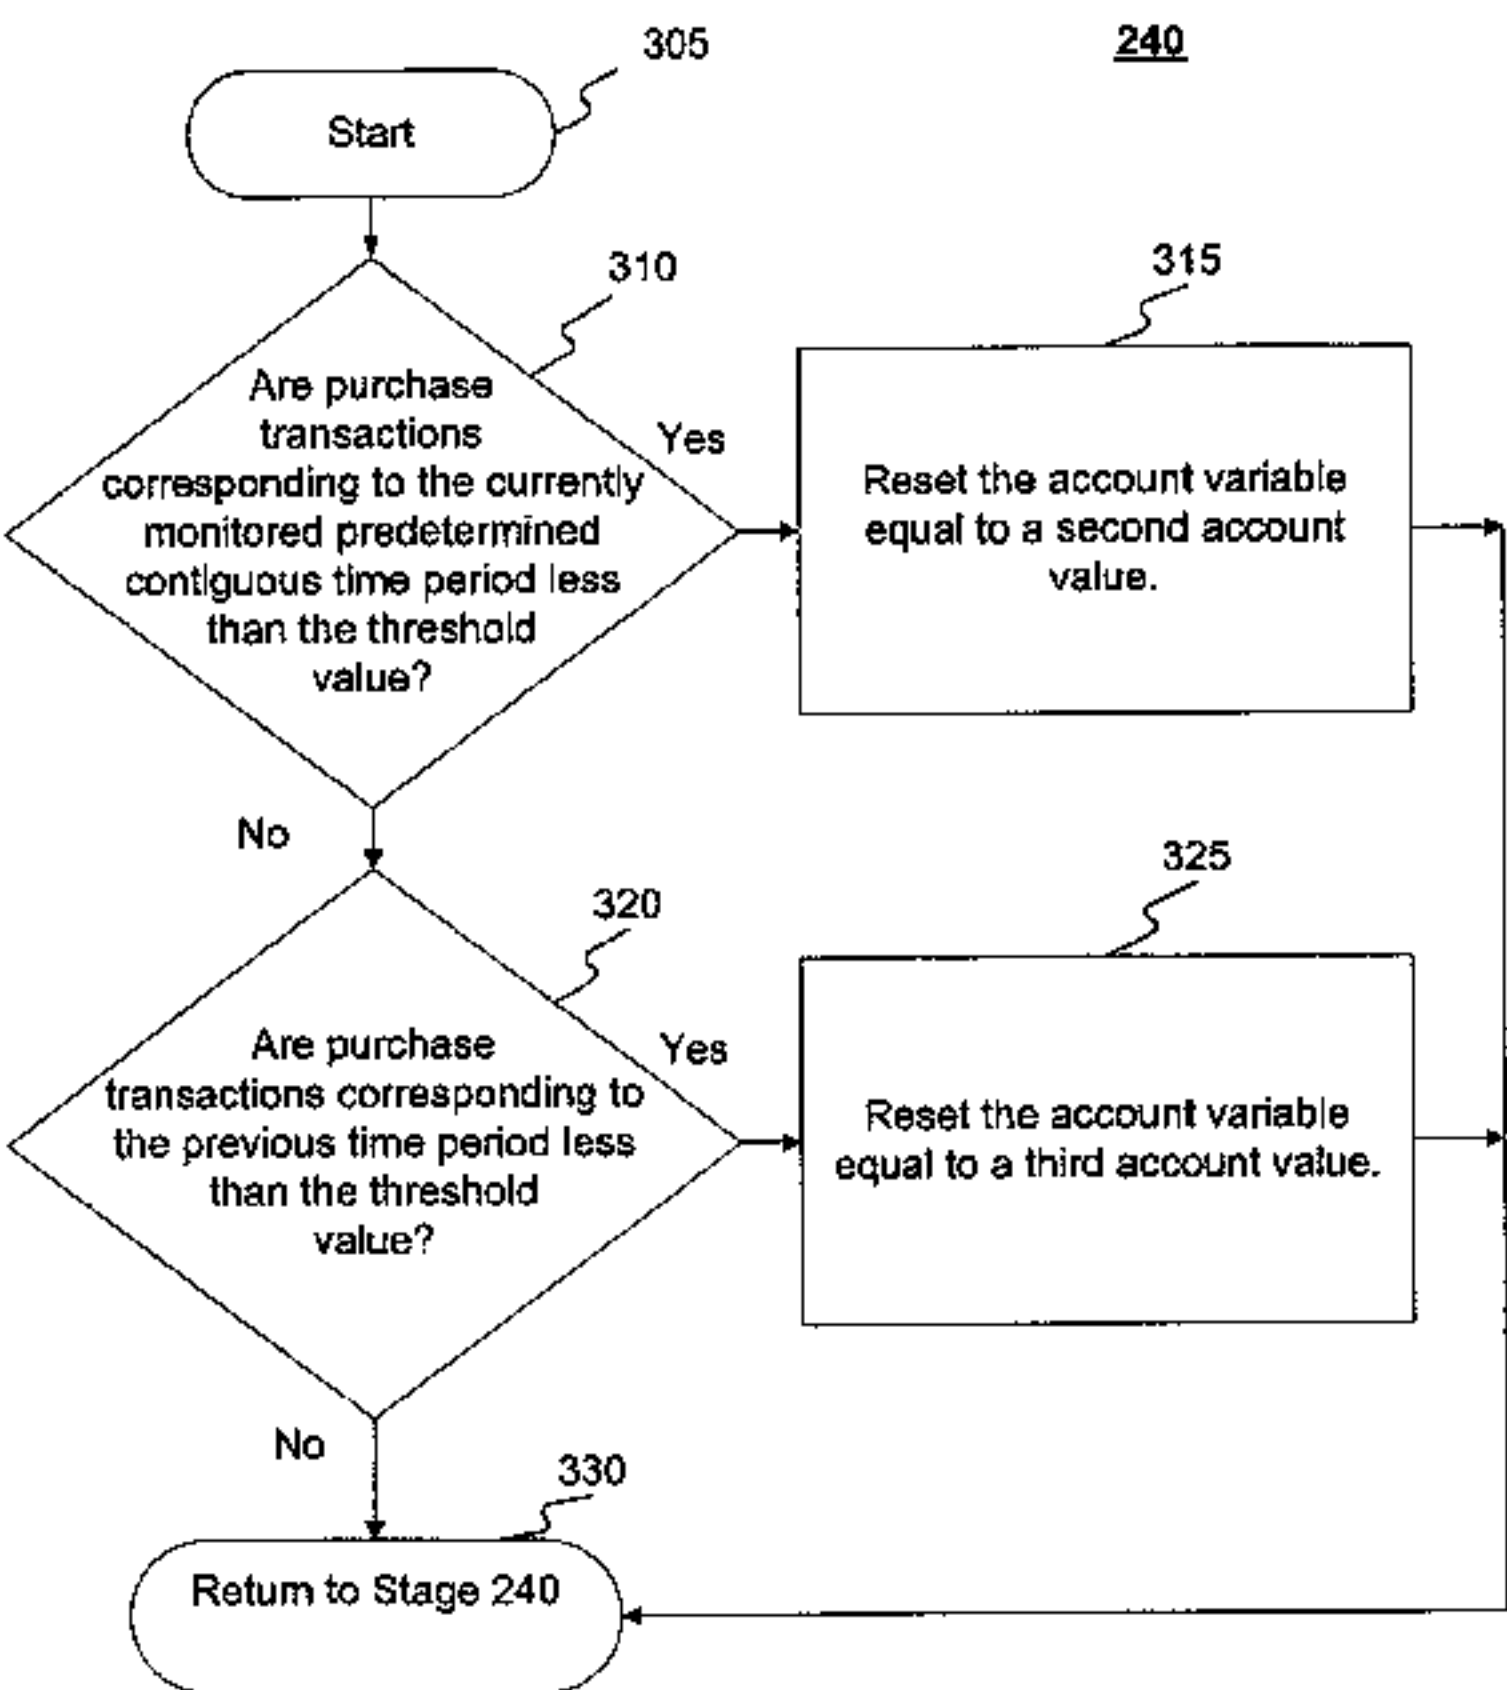 240
305
Start
310
Are purchase
transactions
corresponding to the currently
monitored predetermined
contiguous time period less
than the threshold
value?
Yes
315
Reset the account variable
equal to a second account
value.
No
320
Are purchase
transactions corresponding to
the previous time period less
than the threshold
value?
Yes
325
Reset the account variable
equal to a third account value.
No
330
Return to Stage 240